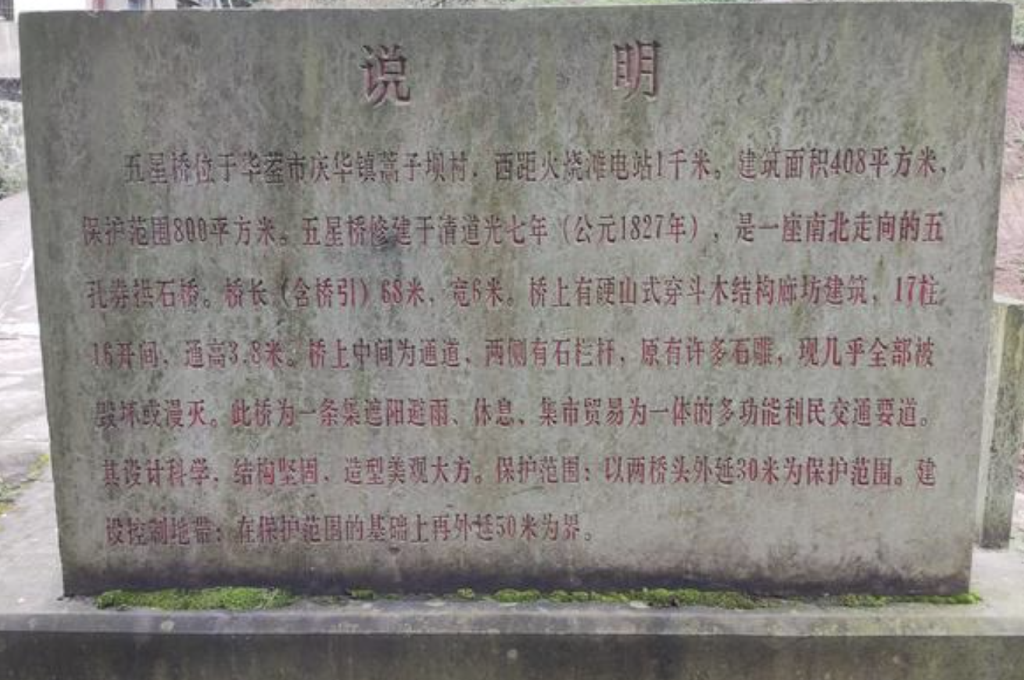 说 明
五星桥位于华蓥市庆华镇蒿子坝村，西距火烧滩电站1千米。建筑面积408平方米，
保护范围800平方米。五星桥修建于清道光七年（公元1827年），是一座南北走向的五
孔券拱石桥。桥长（含桥引）68米，宽6米。桥上有硬山式穿斗木结构廊坊建筑，17柱
16开间，通高3.8米。桥上中间为通道，两侧有石栏杆，原有许多石雕，现几乎全部被
毁坏或漫灭。此桥为一条集遮阳避雨、休息、集市贸易为一体的多功能利民交通要道。
其设计科学，结构坚固，造型美观大方。保护范围：以两桥头外延30米为保护范围。建
设控制地带：在保护范围的基础上再外延50米为界。